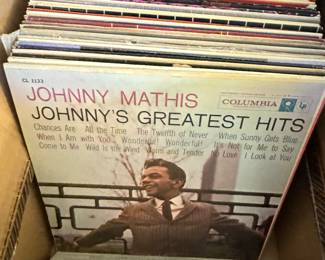 CL 1133
JOHNNY MATHIS
COLUMBIA
JOHNNY'S GREATEST HITS
Chances Are All the Time The Twelfth of Never When Sunny Gets Blue
When I Am with You Wonderful! Wonderful! It's Not for Me to Say
Come to Me Wild Is the Wind Warm and Tender No Love I Look at You